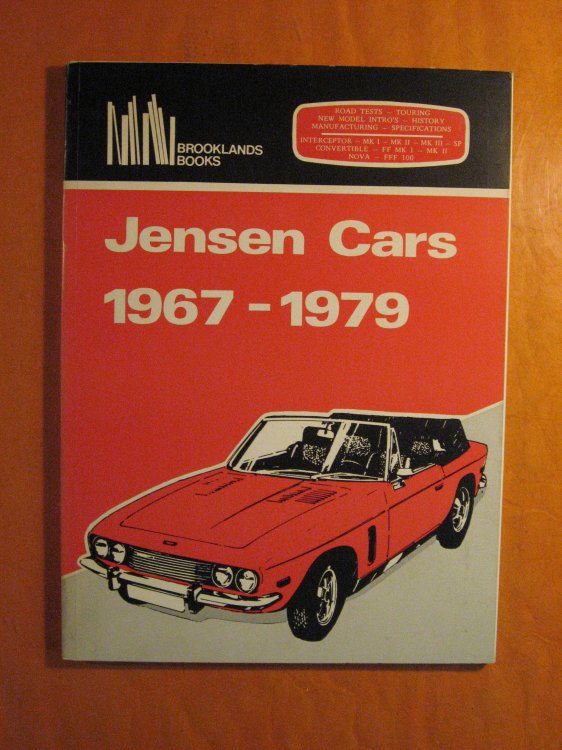 BROOKLANDS
BOOKS
ROAD TESTS - TOURING
NEW MODEL INTRO'S - HISTORY
MANUFACTURING - SPECIFICATIONS
INTERCEPTOR - MK I - MK II - MK III - SP
CONVERTIBLE - FF MK I - MK II
NOVA - FFF 100
Jensen Cars
1967-1979